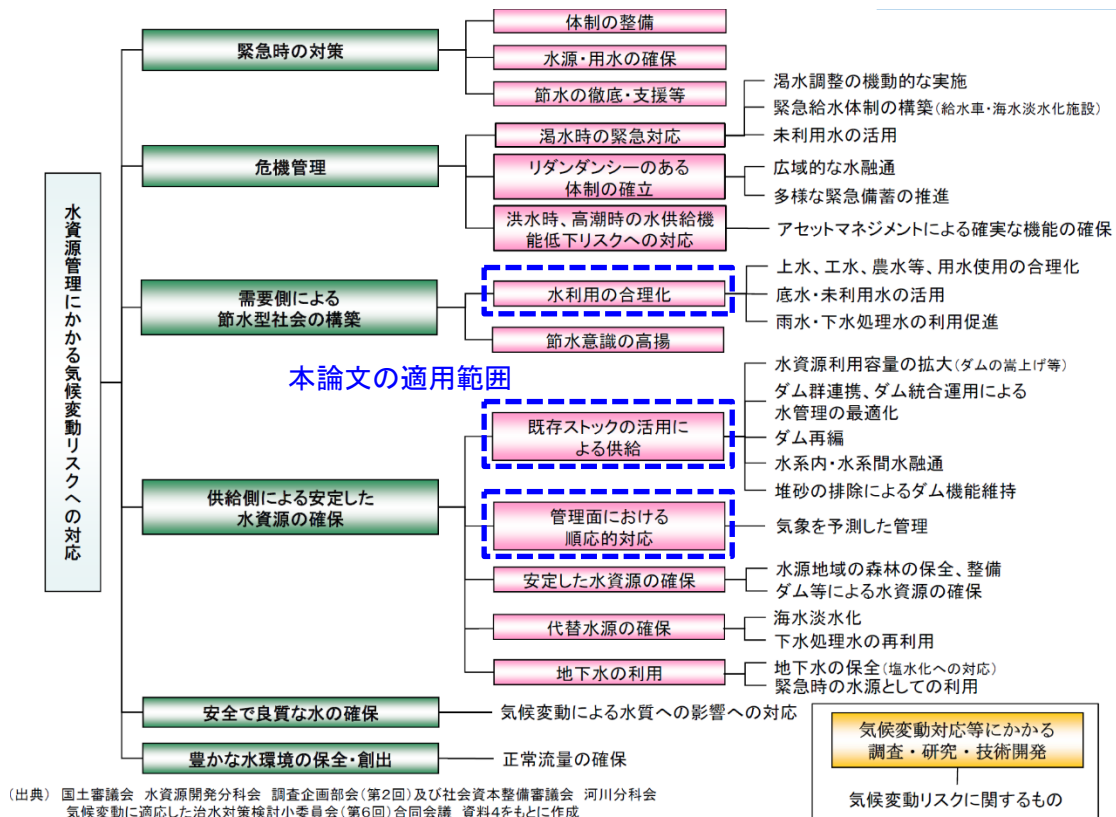 水資源管理にかかる気候変動リスクへの対応
緊急時の対策
体制の整備
水源・用水の確保
節水の徹底・支援等
危機管理
渇水時の緊急対応
渇水調整の機動的な実施
緊急給水体制の構築(給水車・海水淡水化施設)
未利用水の活用
リダンダンシーのある
体制の確立
広域的な水融通
多様な緊急備蓄の推進
洪水時、高潮時の水供給機
能低下リスクへの対応
アセットマネジメントによる確実な機能の確保
需要側による
節水型社会の構築
水利用の合理化
上水、工水、農水等、用水使用の合理化
底水・未利用水の活用
雨水・下水処理水の利用促進
節水意識の高揚
本論文の適用範囲
供給側による安定した
水資源の確保
既存ストックの活用に
よる供給
水資源利用容量の拡大(ダムの嵩上げ等)
ダム群連携、ダム統合運用による
水管理の最適化
ダム再編
水系内・水系間水融通
堆砂の排除によるダム機能維持
管理面における
順応的対応
気象を予測した管理
安定した水資源の確保
水源地域の森林の保全、整備
ダム等による水資源の確保
代替水源の確保
海水淡水化
下水処理水の再利用
地下水の利用
地下水の保全(塩水化への対応)
緊急時の水源としての利用
安全で良質な水の確保
気候変動による水質への影響への対応
豊かな水環境の保全・創出
正常流量の確保
気候変動対応等にかかる
調査・研究・技術開発
気候変動リスクに関するもの
(出典) 国土審議会 水資源開発分科会 調査企画部会(第2回)及び社会資本整備審議会 河川分科会
気候変動に適応した治水対策検討小委員会(第6回)合同会議 資料4をもとに作成